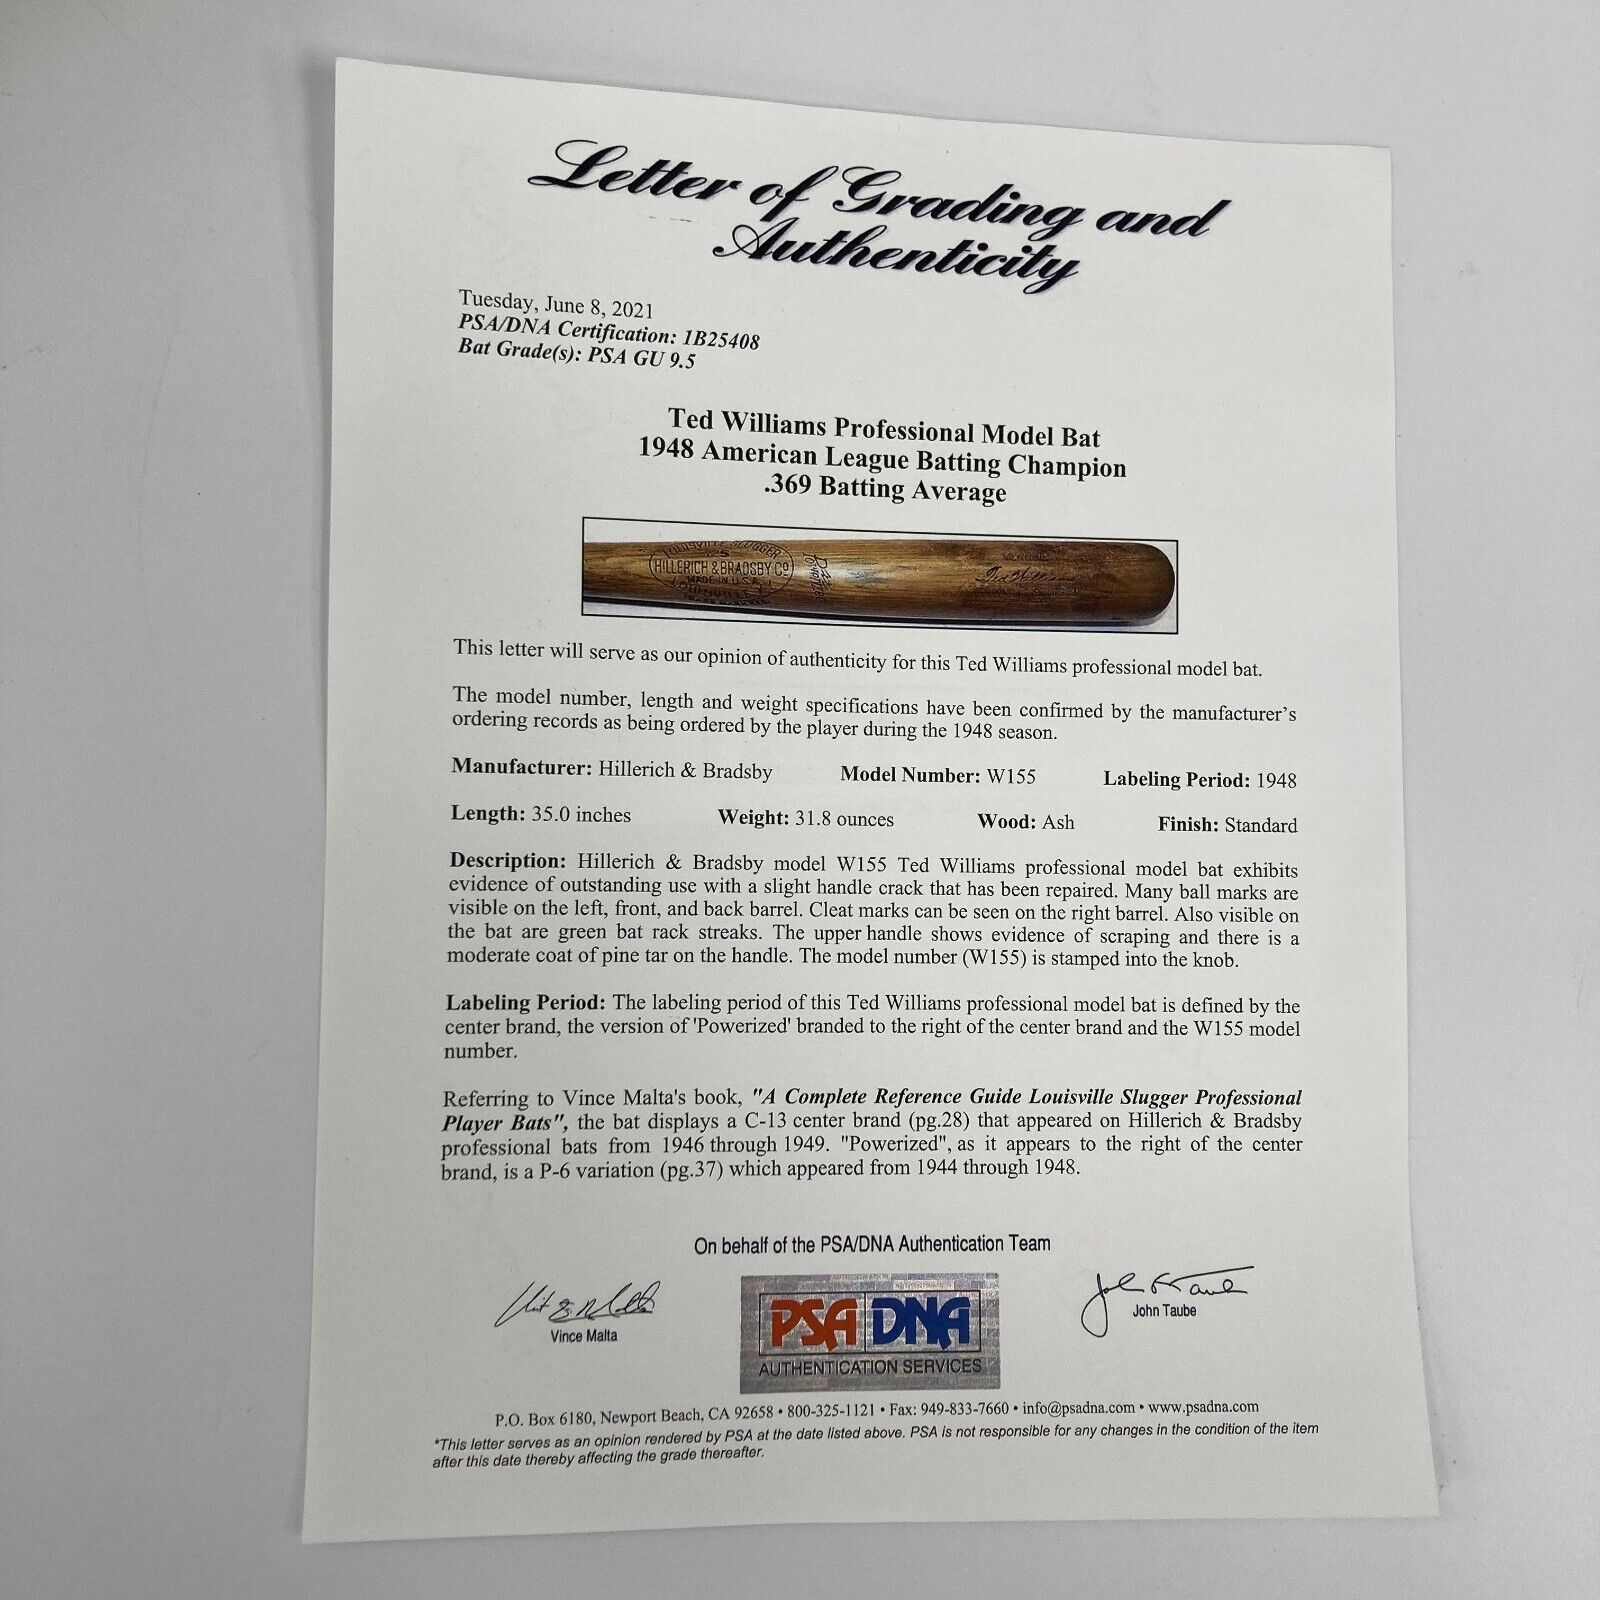 Letter of Grading and
Authenticity
Tuesday, June 8, 2021
PSA/DNA Certification: 1B25408
Bat Grade(s): PSA GU 9.5
Ted Williams Professional Model Bat
1948 American League Batting Champion
.369 Batting Average
LOUISVILLE SLUGGER
125
HILLERICH & BRADSBY CO
MADE IN U.S.A.
LOUISVILLE KY.
POWERIZED
Ted Williams
This letter will serve as our opinion of authenticity for this Ted Williams professional model bat.
The model number, length and weight specifications have been confirmed by the manufacturer's
ordering records as being ordered by the player during the 1948 season.
Manufacturer: Hillerich & Bradsby Model Number: W155 Labeling Period: 1948
Length: 35.0 inches Weight: 31.8 ounces Wood: Ash Finish: Standard
Description: Hillerich & Bradsby model W155 Ted Williams professional model bat exhibits
evidence of outstanding use with a slight handle crack that has been repaired. Many ball marks are
visible on the left, front, and back barrel. Cleat marks can be seen on the right barrel. Also visible on
the bat are green bat rack streaks. The upper handle shows evidence of scraping and there is a
moderate coat of pine tar on the handle. The model number (W155) is stamped into the knob.
Labeling Period: The labeling period of this Ted Williams professional model bat is defined by the
center brand, the version of 'Powerized' branded to the right of the center brand and the W155 model
number.
Referring to Vince Malta's book, "A Complete Reference Guide Louisville Slugger Professional
Player Bats", the bat displays a C-13 center brand (pg.28) that appeared on Hillerich & Bradsby
professional bats from 1946 through 1949. "Powerized", as it appears to the right of the center
brand, is a P-6 variation (pg.37) which appeared from 1944 through 1948.
On behalf of the PSA/DNA Authentication Team
Vince Malta
PSA DNA
AUTHENTICATION SERVICES
John Taube
P.O. Box 6180, Newport Beach, CA 92658 • 800-325-1121 • Fax: 949-833-7660 • info@psadna.com • www.psadna.com
*This letter serves as an opinion rendered by PSA at the date listed above. PSA is not responsible for any changes in the condition of the item
after this date thereby affecting the grade thereafter.